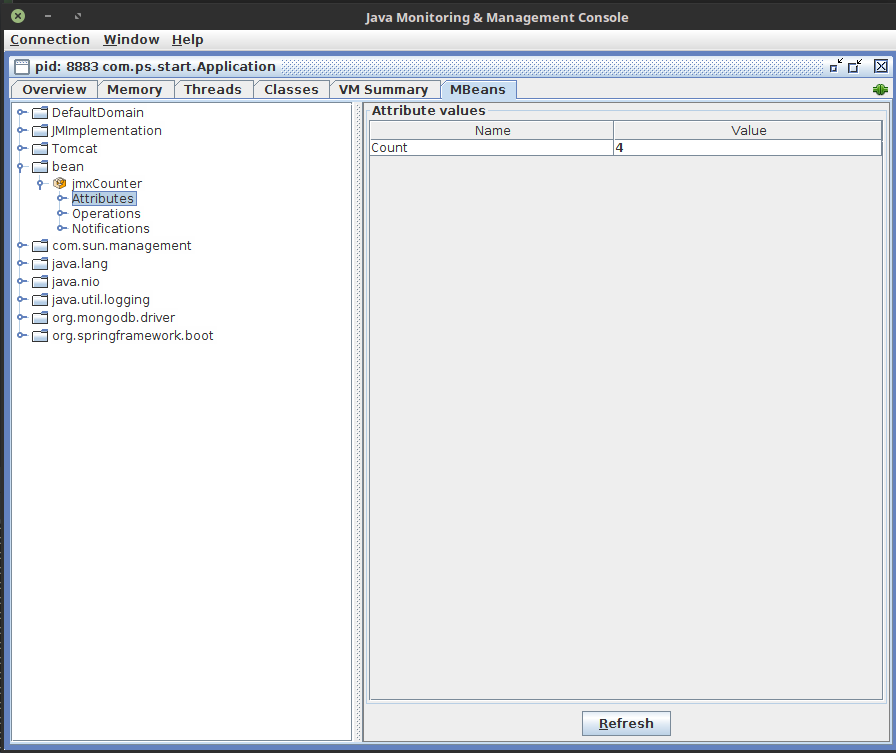 Java Monitoring & Management Console
Connection Window Help
pid: 8883 com.ps.start.Application
Overview Memory Threads Classes VM Summary MBeans
DefaultDomain
JMImplementation
Tomcat
bean
jmxCounter
Attributes
Operations
Notifications
com.sun.management
java.lang
java.nio
java.util.logging
org.mongodb.driver
org.springframework.boot
Attribute values
Name Value
Count 4
Refresh